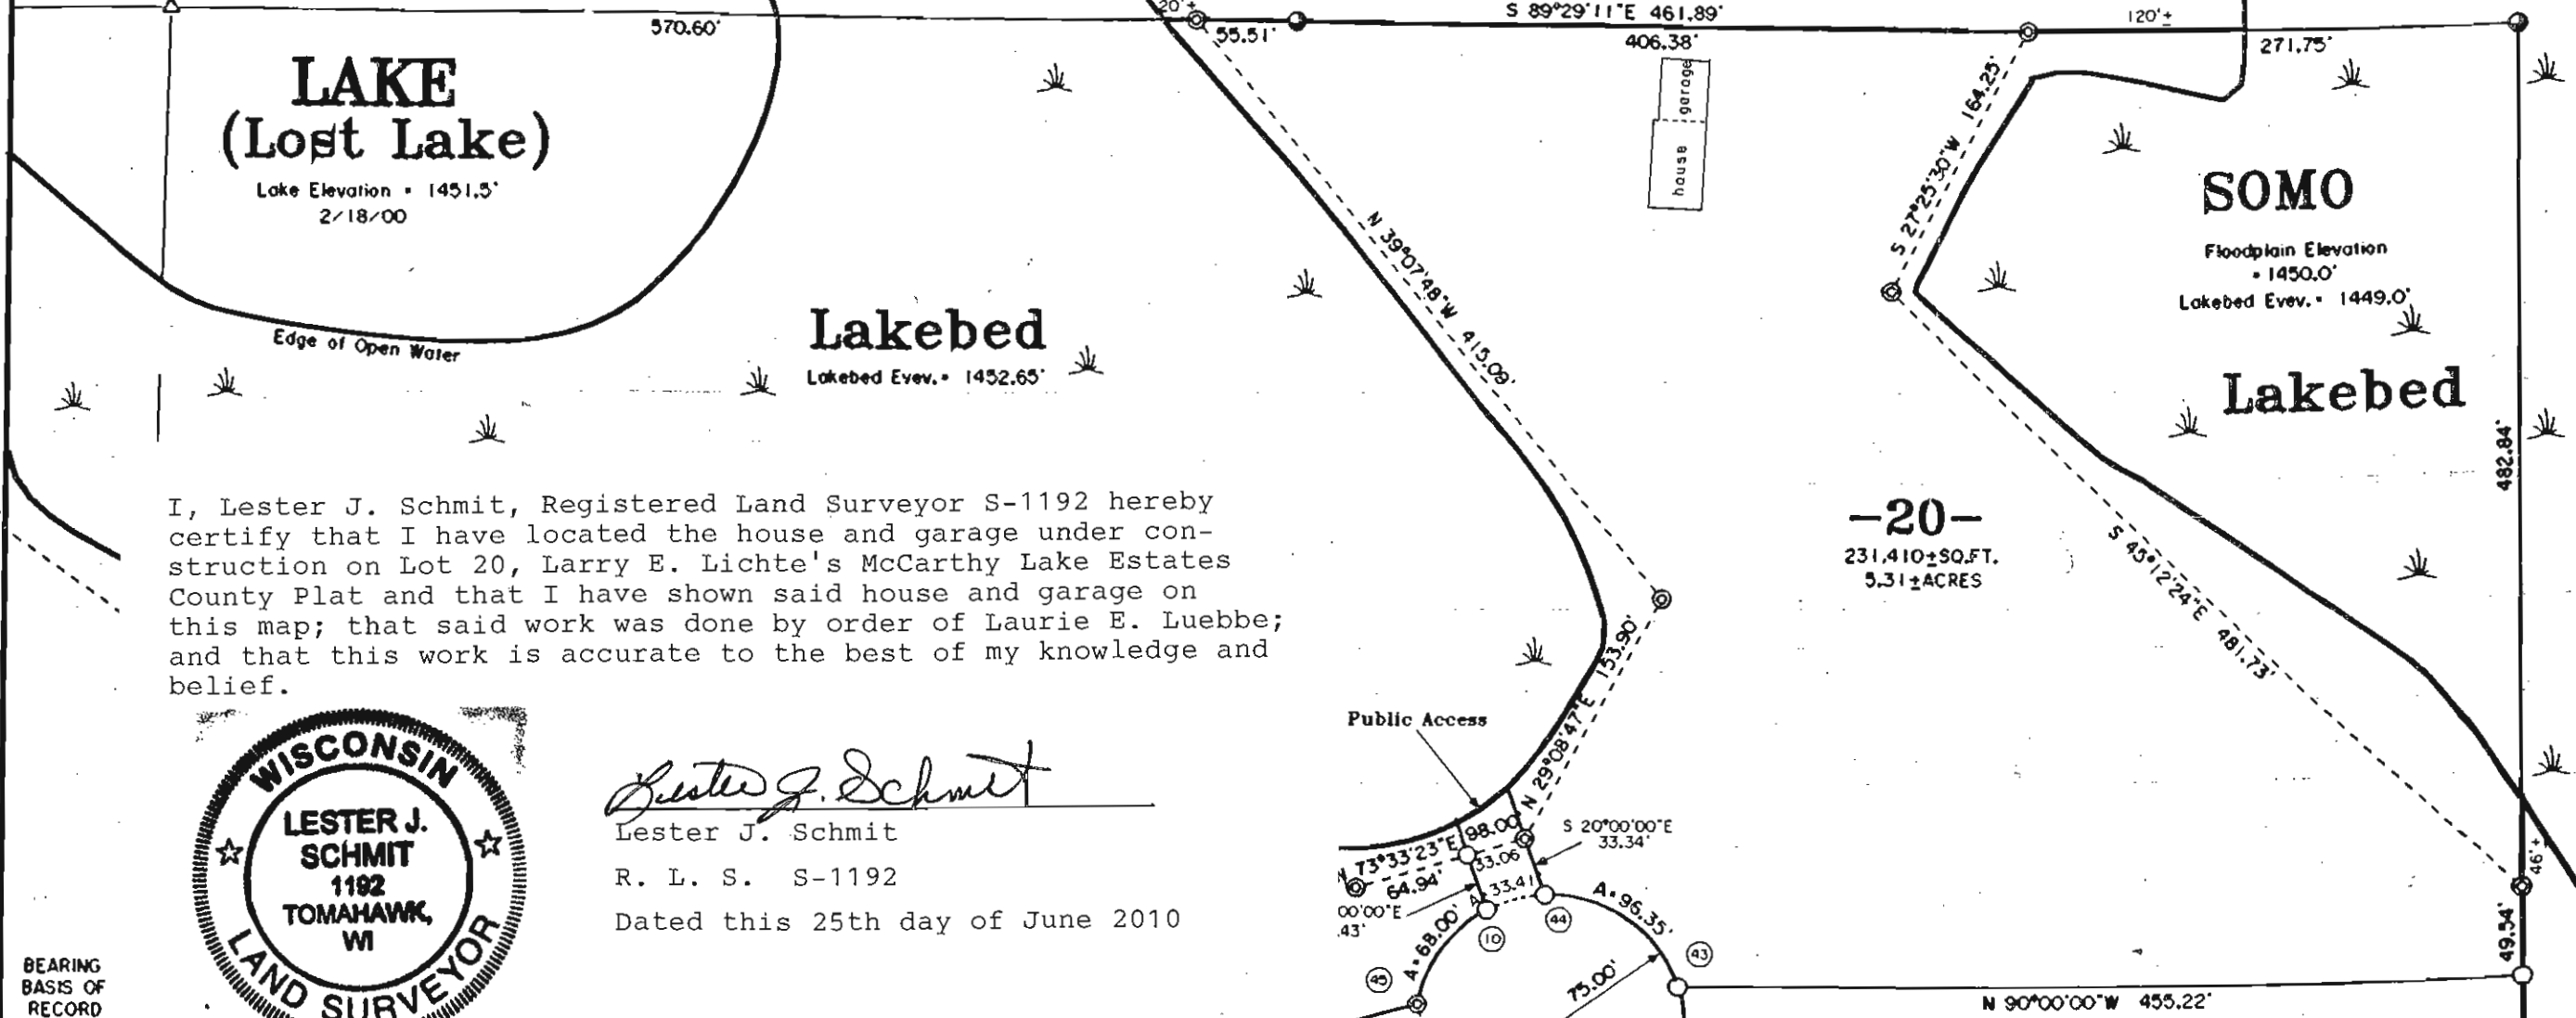 570.60'
20'±
55.51'
S 89°29'11"E 461.89'
406.38'
120'±
271.75'
LAKE
(Lost Lake)
Lake Elevation = 1451.5'
2/18/00
garage
house
S 27°25'30"W 164.25'
SOMO
Floodplain Elevation
= 1450.0'
Lakebed Evev. = 1449.0'
N 39°07'48"W 415.09'
Edge of Open Water
Lakebed
Lakebed Evev. = 1452.65'
Lakebed
482.84'
I, Lester J. Schmit, Registered Land Surveyor S-1192 hereby
certify that I have located the house and garage under con-
struction on Lot 20, Larry E. Lichte's McCarthy Lake Estates
County Plat and that I have shown said house and garage on
this map; that said work was done by order of Laurie E. Luebbe;
and that this work is accurate to the best of my knowledge and
belief.
-20-
231,410±SQ.FT.
5.31±ACRES
S 45°12'24"E 481.73'
N 29°08'47"E 153.90'
Public Access
WISCONSIN
LESTER J.
SCHMIT
1192
TOMAHAWK,
WI
LAND SURVEYOR
Lester J. Schmit
Lester J. Schmit
R. L. S. S-1192
Dated this 25th day of June 2010
S 20°00'00"E
33.34'
N 73°33'23"E 98.00'
64.94'
33.06
33.41
00'00"E
.43'
A=68.00'
A=96.35'
44
10
45
43
75.00'
46'±
49.54'
N 90°00'00"W 455.22'
BEARING
BASIS OF
RECORD